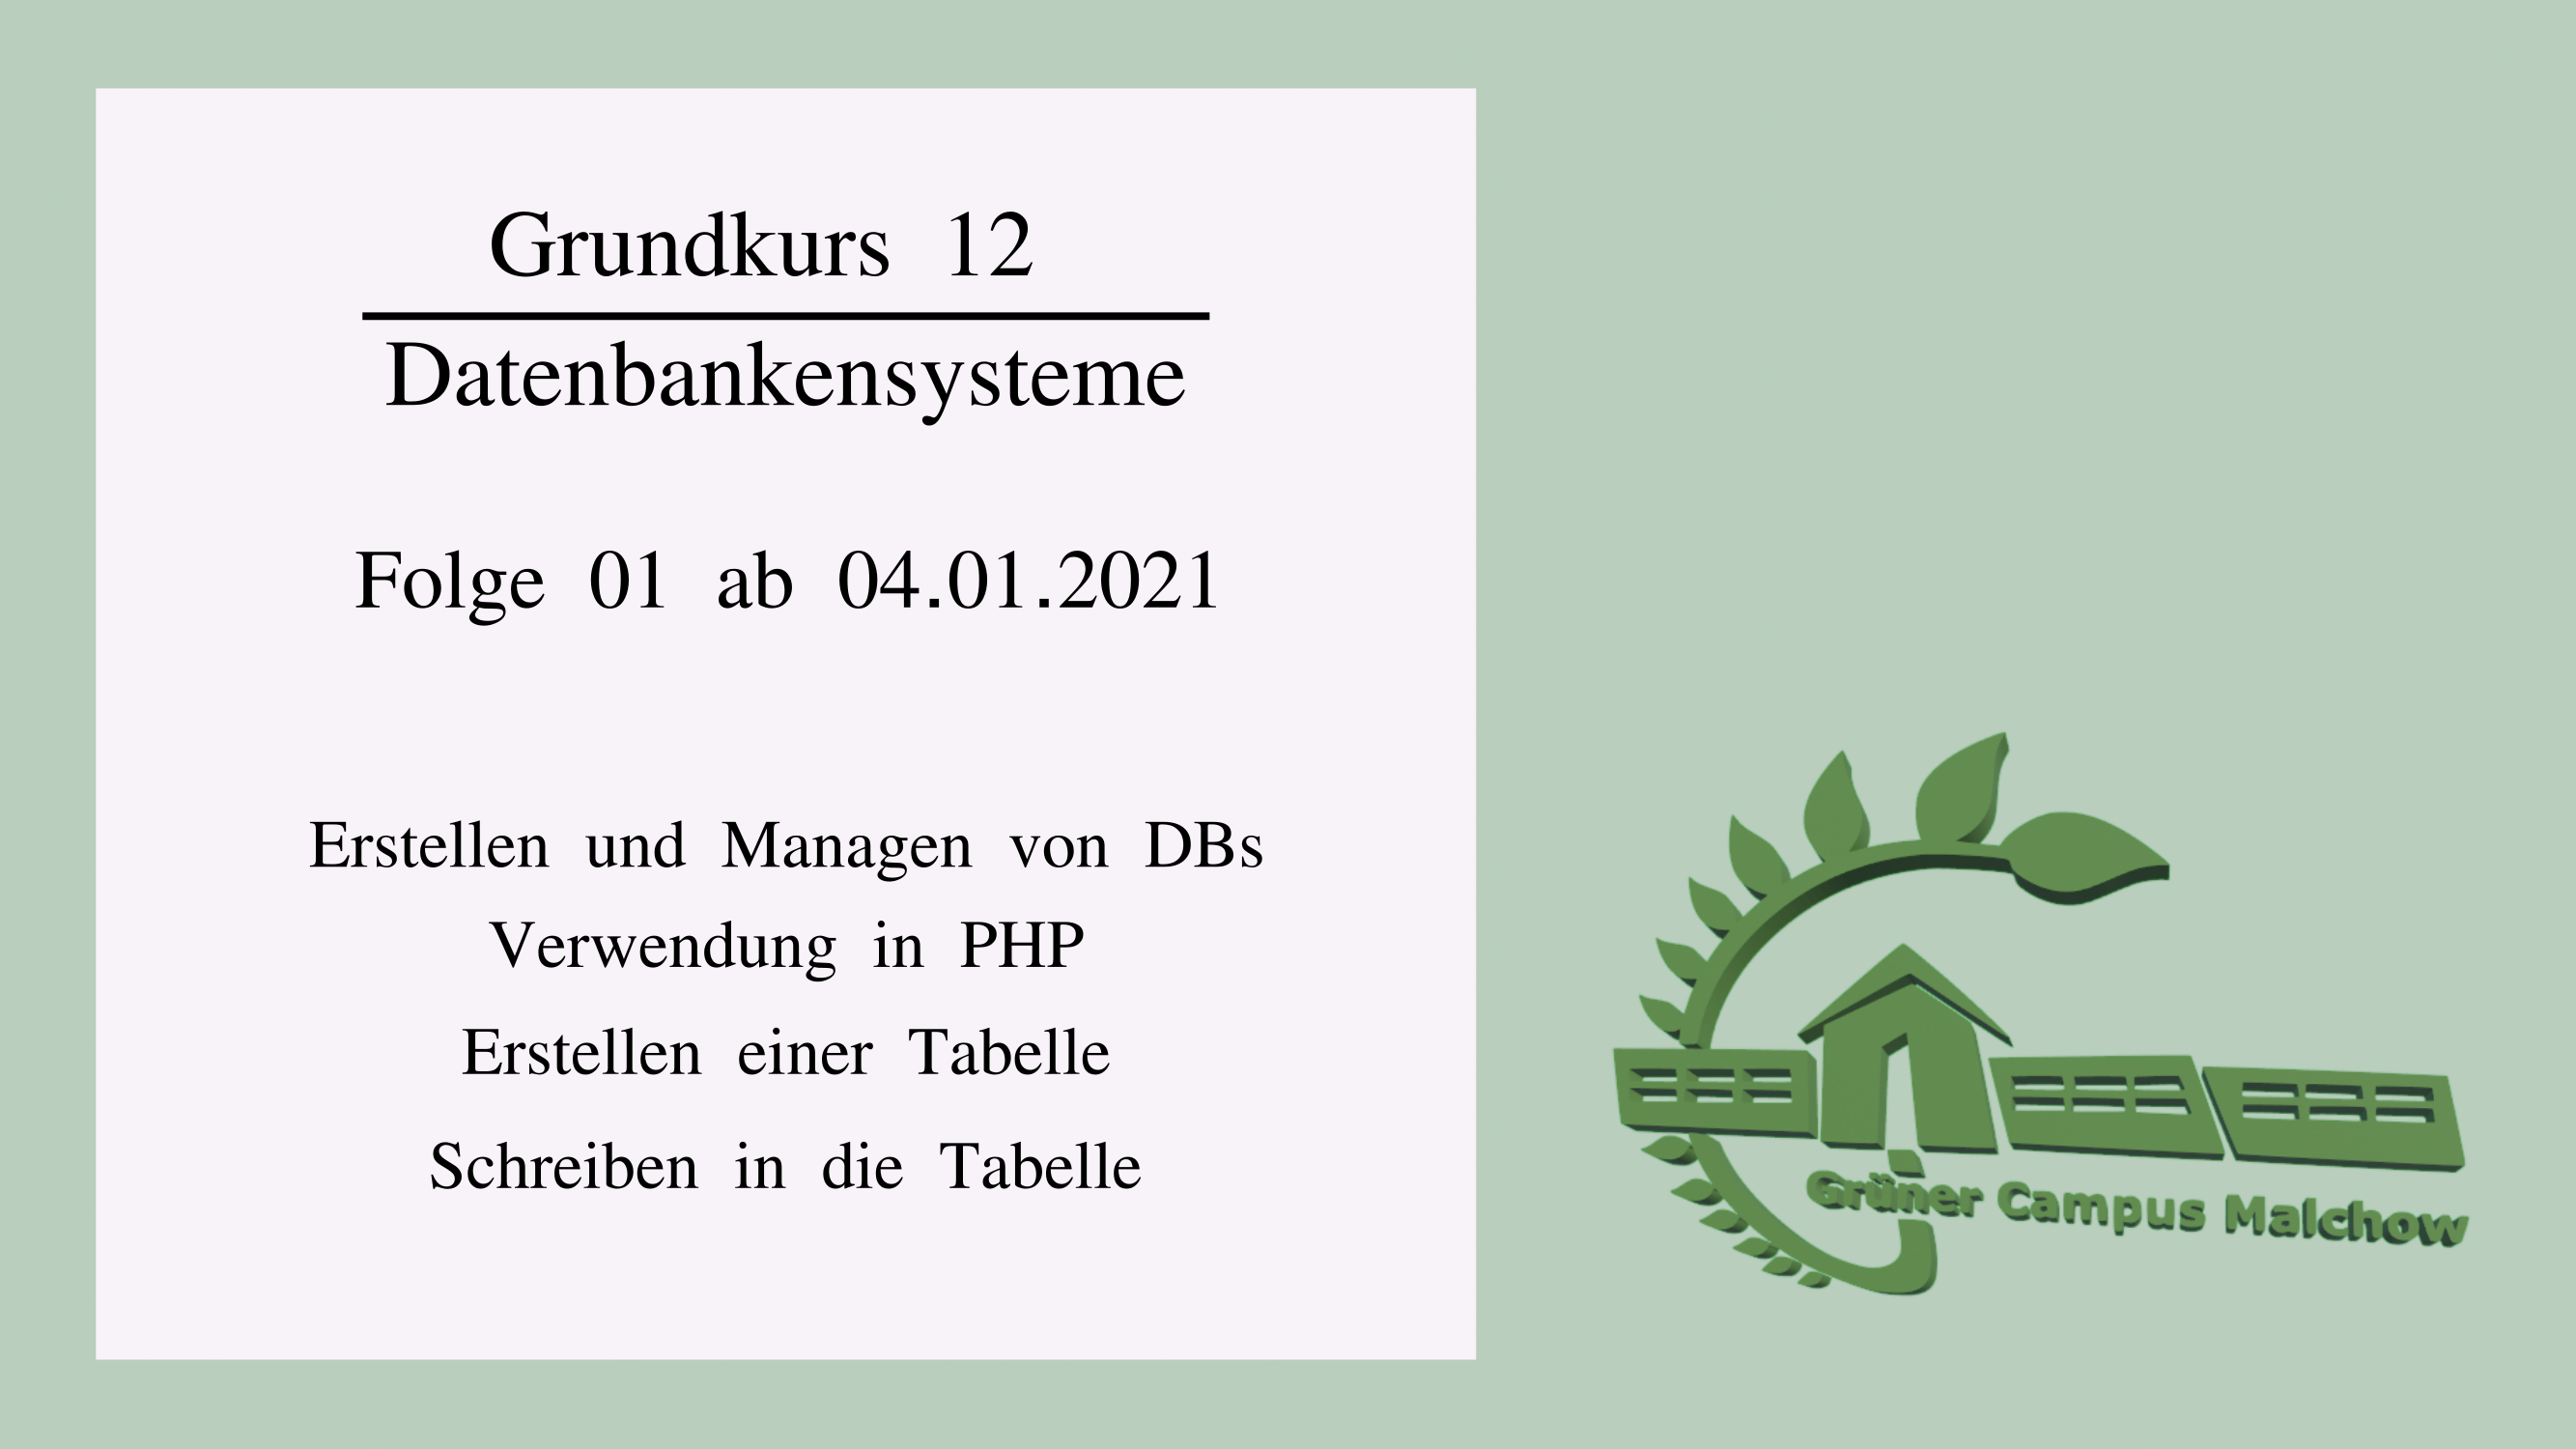 Grundkurs 12
Datenbankensysteme
Folge 01 ab 04.01.2021
Erstellen und Managen von DBs
Verwendung in PHP
Erstellen einer Tabelle
Schreiben in die Tabelle
Grüner Campus Malchow